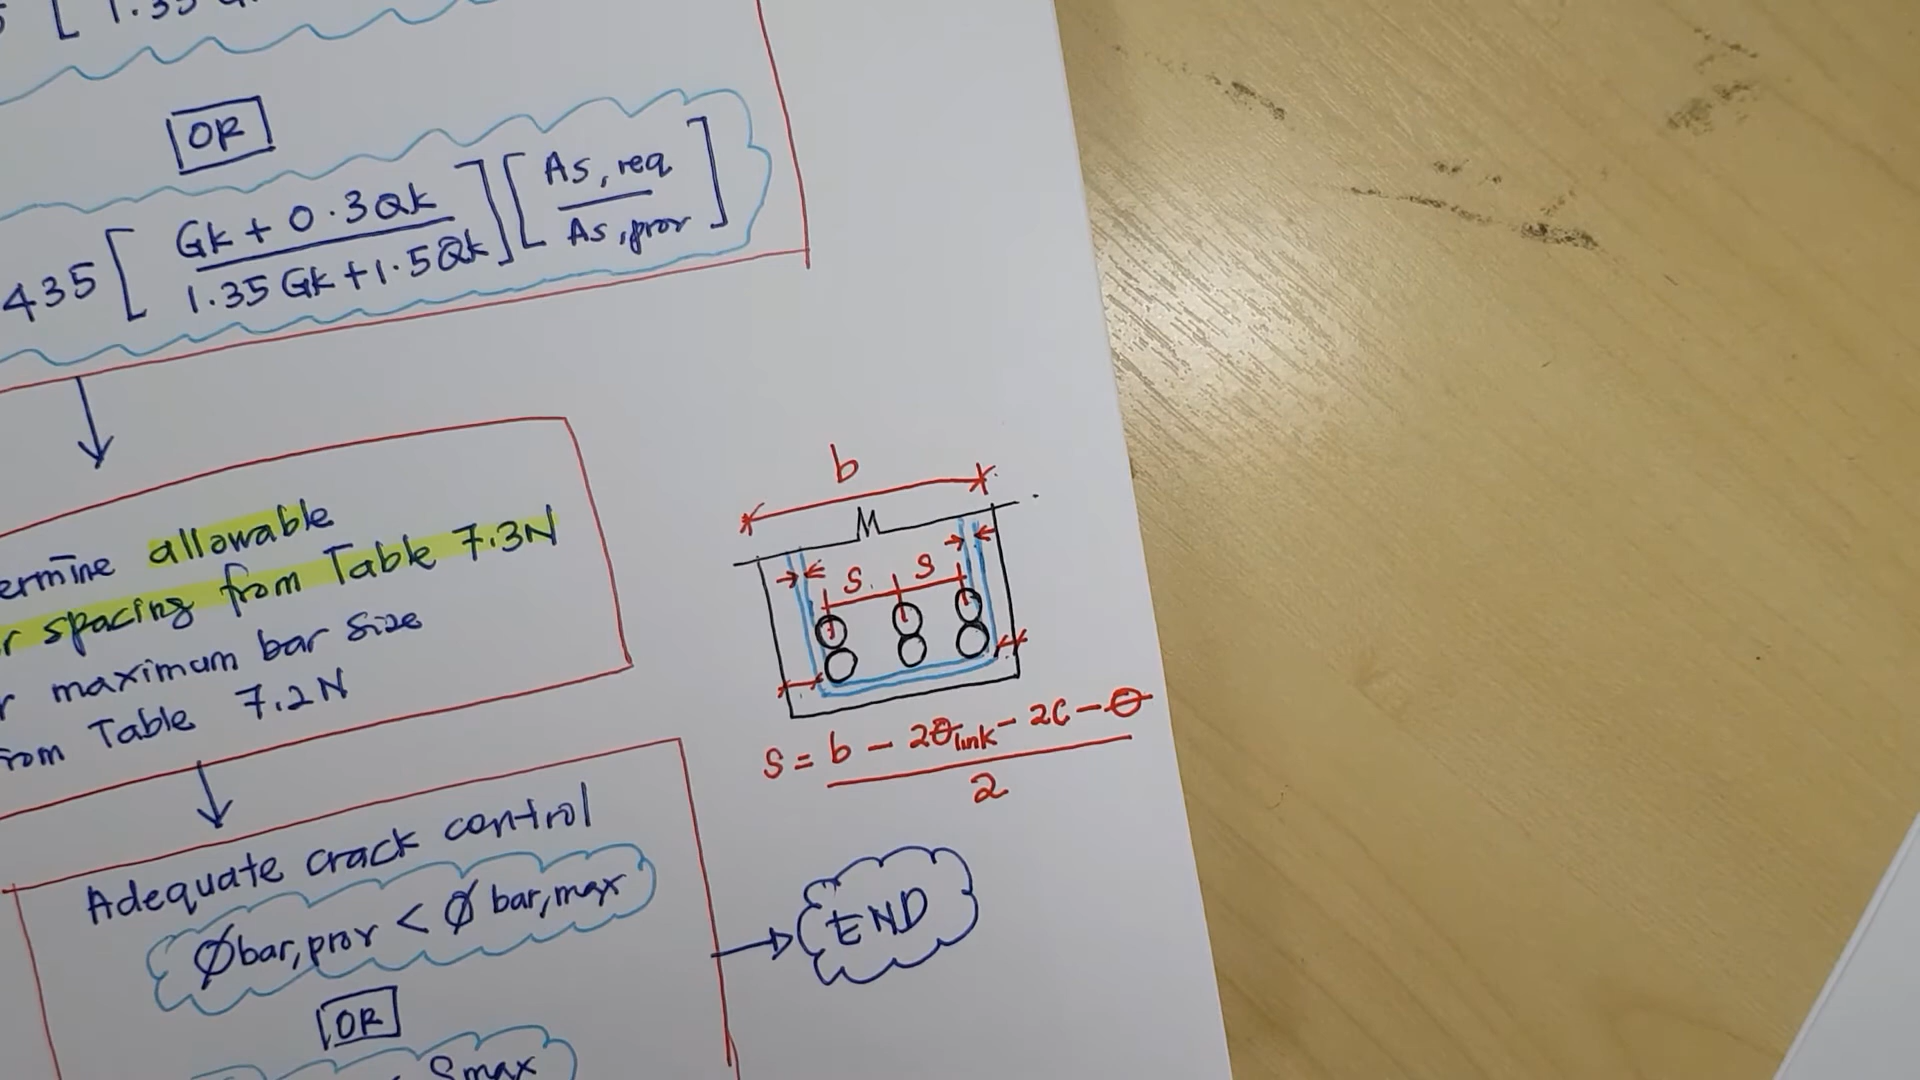 OR
435 [ Gk + 0.3Qk / 1.35 Gk + 1.5Qk ] [ As, req / As, prov ]
ermine allowable
r spacing from Table 7.3N
r maximum bar size
rom Table 7.2N
b
M
S S
S = b - 2Ølink - 2C - Ø / 2
Adequate crack control
Øbar, prov < Ø bar, max
OR
Smax
END